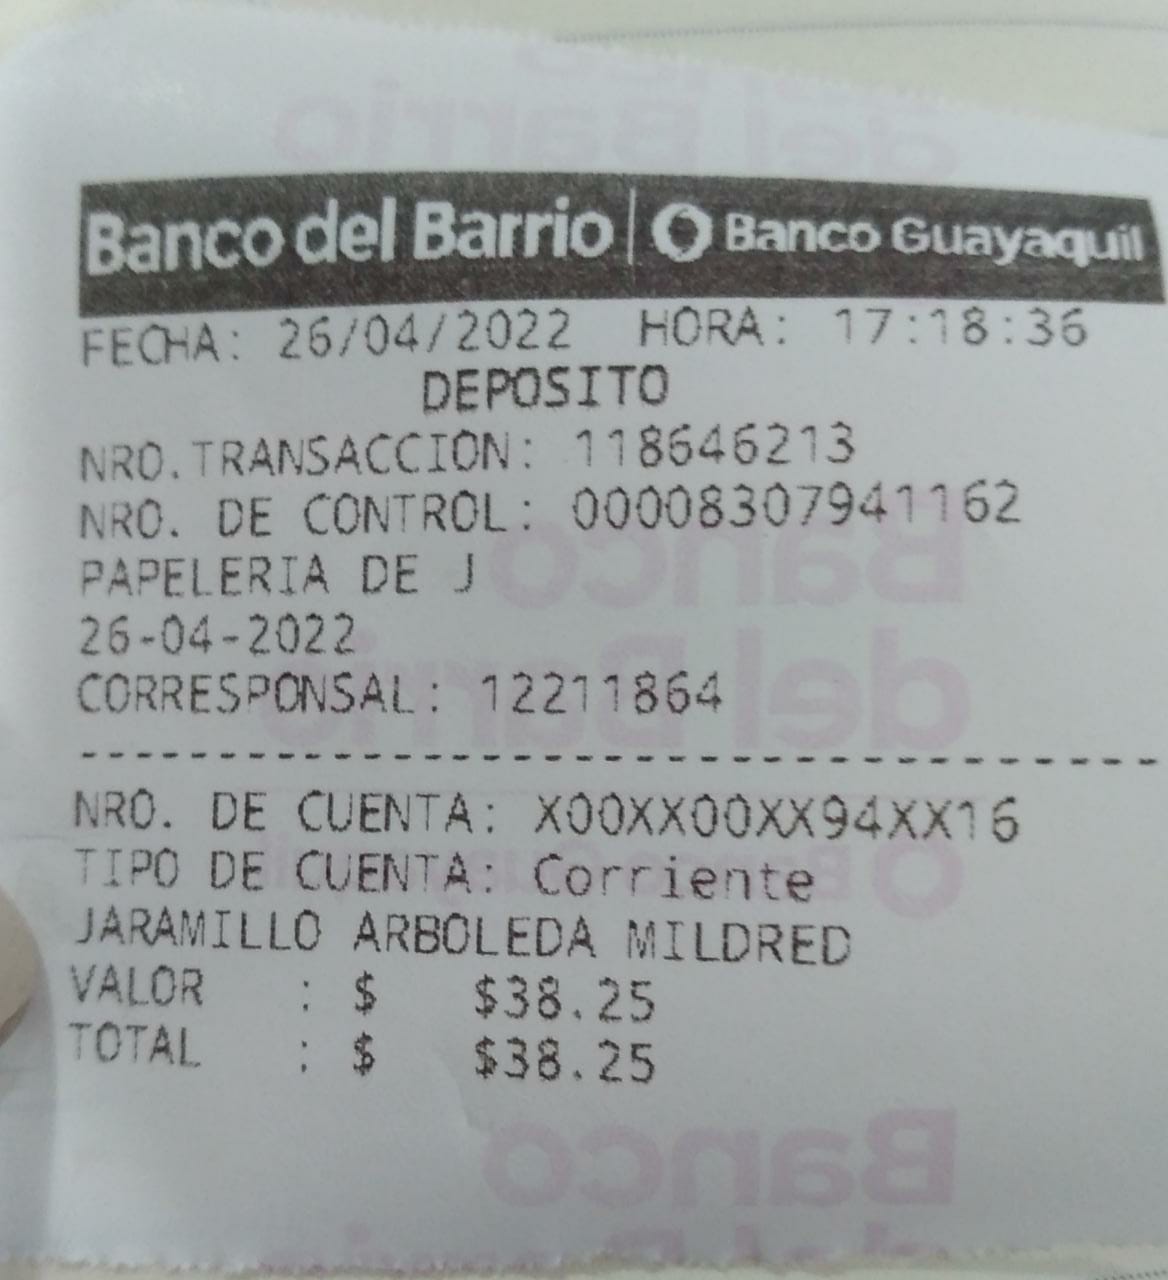 Banco del Barrio | Banco Guayaquil
FECHA: 26/04/2022 HORA: 17:18:36
DEPOSITO
NRO.TRANSACCION: 118646213
NRO. DE CONTROL: 00008307941162
PAPELERIA DE J
26-04-2022
CORRESPONSAL: 12211864
NRO. DE CUENTA: X00XX00XX94XX16
TIPO DE CUENTA: Corriente
JARAMILLO ARBOLEDA MILDRED
VALOR : $ $38.25
TOTAL : $ $38.25